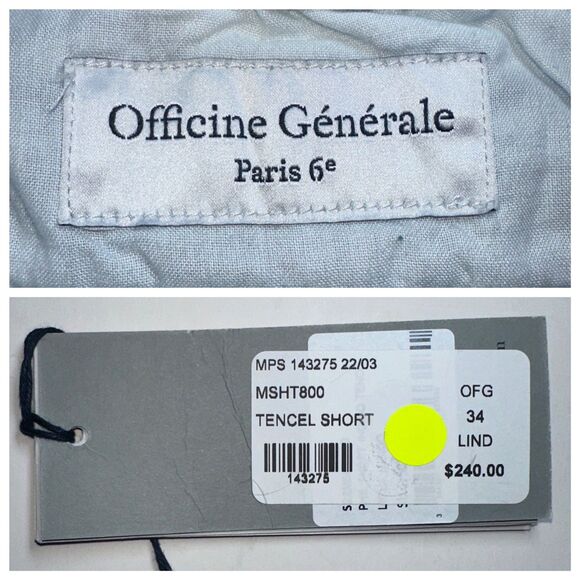 Officine Générale
Paris 6e
MPS 143275 22/03
MSHT800 OFG
TENCEL SHORT 34
LIND
143275 $240.00